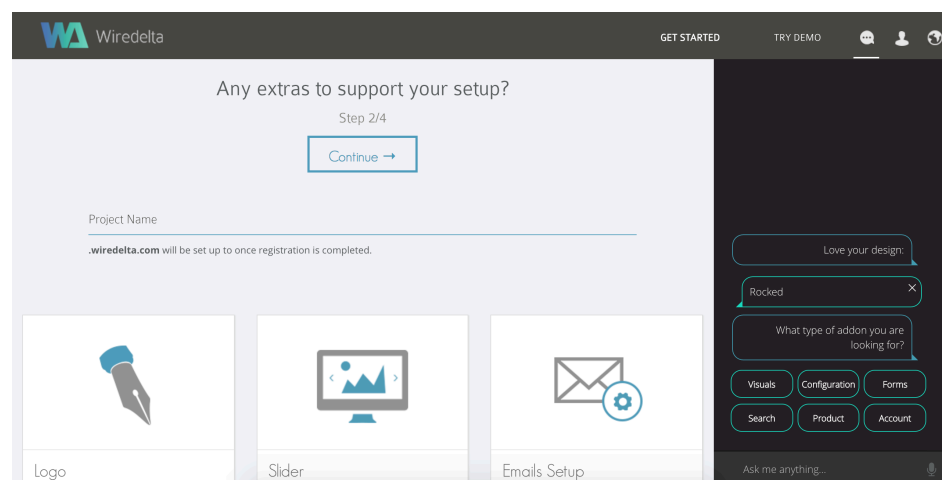 WA Wiredelta
GET STARTED
TRY DEMO
Any extras to support your setup?
Step 2/4
Continue →
Project Name
.wiredelta.com will be set up to once registration is completed.
Logo
Slider
Emails Setup
Love your design:
Rocked
What type of addon you are
looking for?
Visuals
Configuration
Forms
Search
Product
Account
Ask me anything...